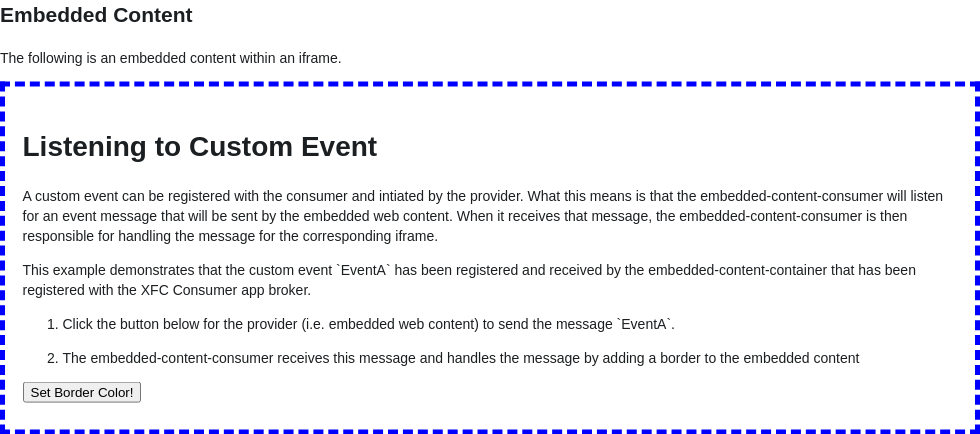 Embedded Content
The following is an embedded content within an iframe.
Listening to Custom Event
A custom event can be registered with the consumer and intiated by the provider. What this means is that the embedded-content-consumer will listen
for an event message that will be sent by the embedded web content. When it receives that message, the embedded-content-consumer is then
responsible for handling the message for the corresponding iframe.
This example demonstrates that the custom event `EventA` has been registered and received by the embedded-content-container that has been
registered with the XFC Consumer app broker.
1. Click the button below for the provider (i.e. embedded web content) to send the message `EventA`.
2. The embedded-content-consumer receives this message and handles the message by adding a border to the embedded content
Set Border Color!